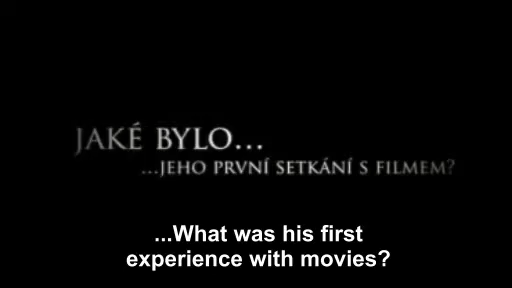 JAKÉ BYLO...
...JEHO PRVNÍ SETKÁNÍ S FILMEM?
...What was his first
experience with movies?